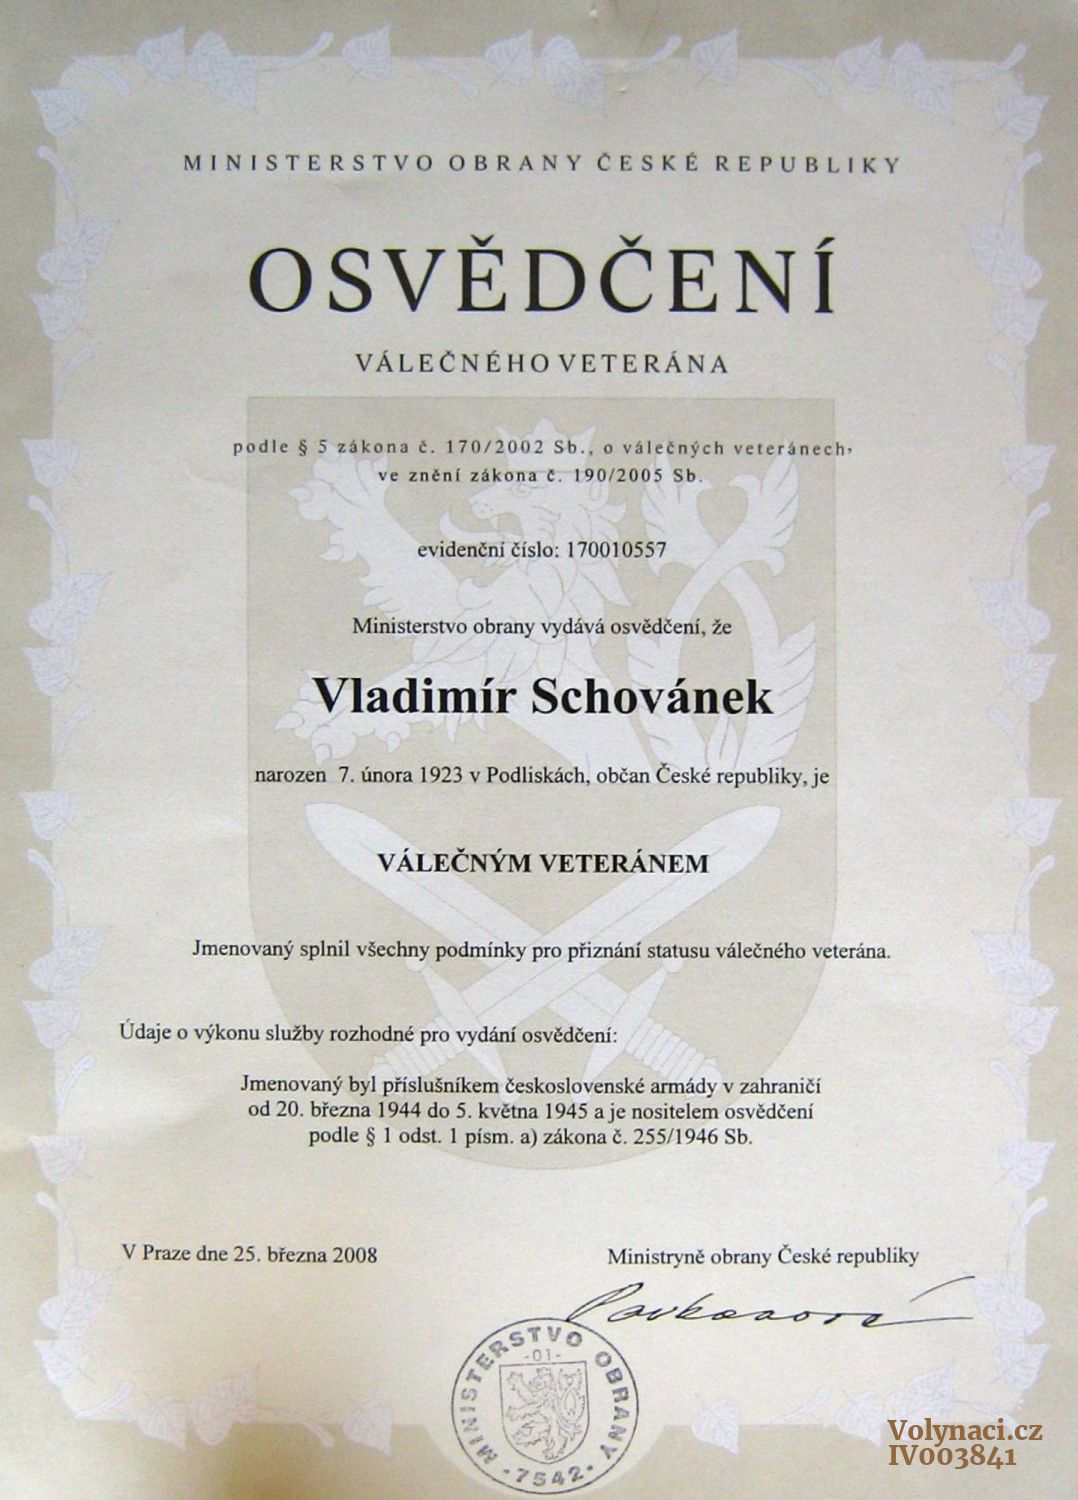 MINISTERSTVO OBRANY ČESKÉ REPUBLIKY
OSVĚDČENÍ
VÁLEČNÉHO VETERÁNA
podle § 5 zákona č. 170/2002 Sb., o válečných veteránech,
ve znění zákona č. 190/2005 Sb.
evidenční číslo: 170010557
Ministerstvo obrany vydává osvědčení, že
Vladimír Schovánek
narozen 7. února 1923 v Podliskách, občan České republiky, je
VÁLEČNÝM VETERÁNEM
Jmenovaný splnil všechny podmínky pro přiznání statusu válečného veterána.
Údaje o výkonu služby rozhodné pro vydání osvědčení:
Jmenovaný byl příslušníkem československé armády v zahraničí
od 20. března 1944 do 5. května 1945 a je nositelem osvědčení
podle § 1 odst. 1 písm. a) zákona č. 255/1946 Sb.
V Praze dne 25. března 2008
Ministryně obrany České republiky
MINISTERSTVO OBRANY
-01-
·7542·
Volynaci.cz
IV003841